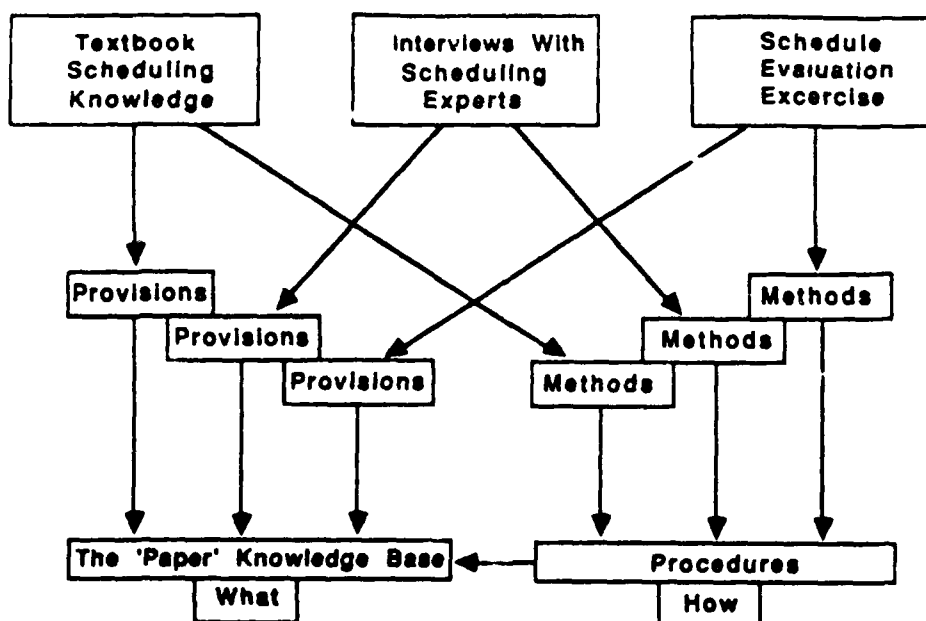 Textbook
Scheduling
Knowledge
Interviews With
Scheduling
Experts
Schedule
Evaluation
Excercise
Provisions
Provisions
Provisions
Methods
Methods
Methods
The 'Paper' Knowledge Base
What
Procedures
How